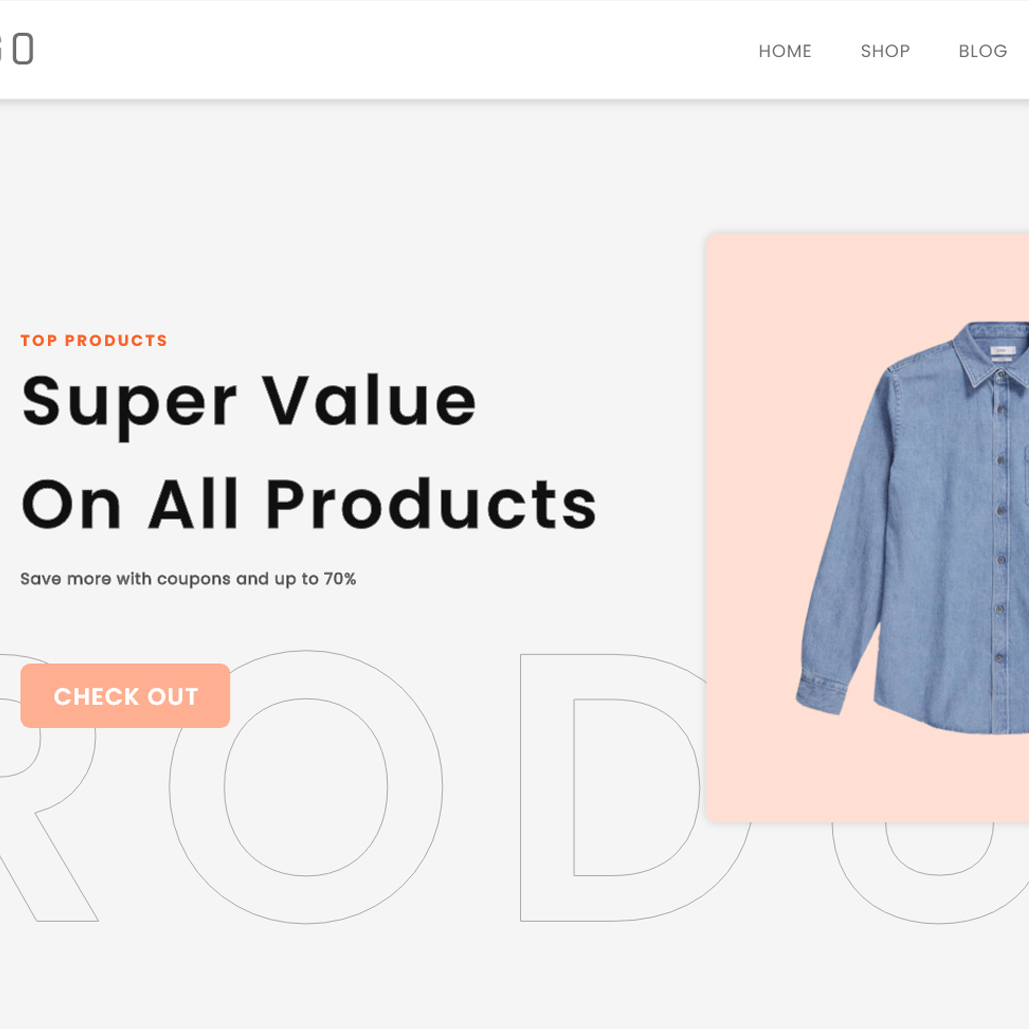 GO
HOME SHOP BLOG
TOP PRODUCTS
Super Value
On All Products
Save more with coupons and up to 70%
CHECK OUT
RODU